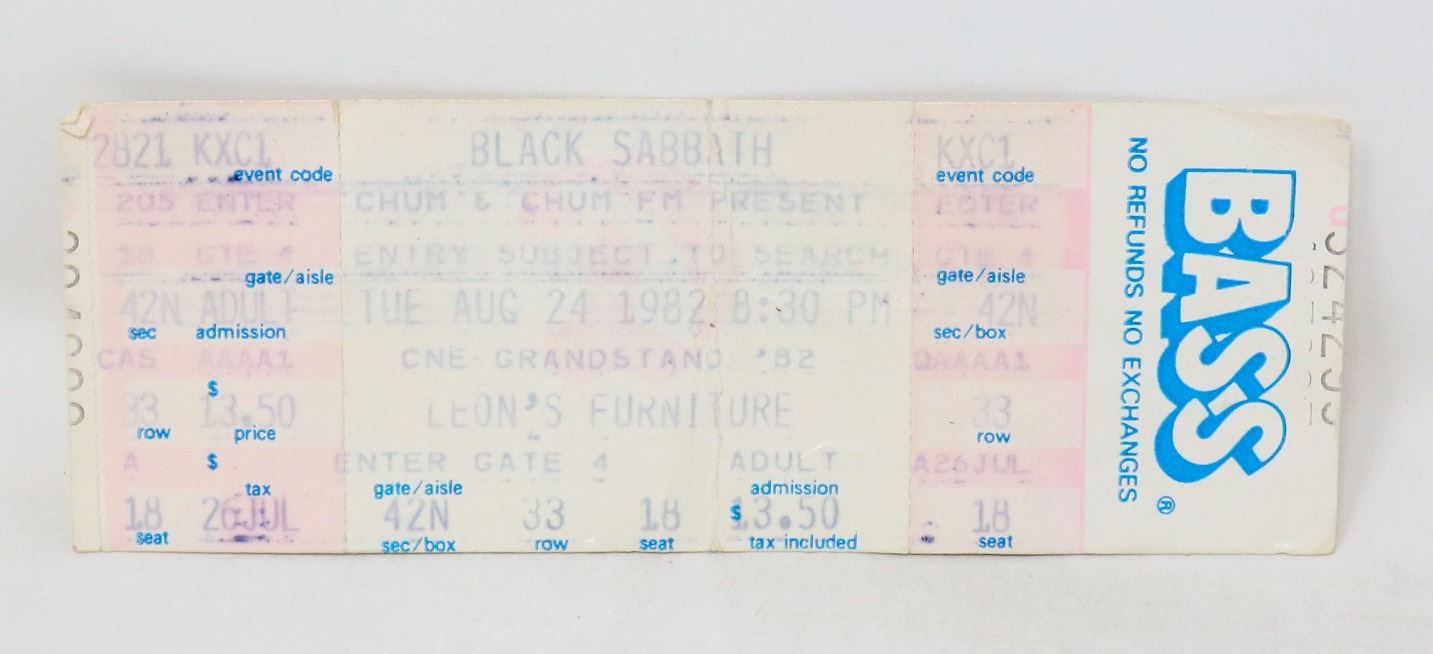 2821 KXC1
event code
205 ENTER
18 GTE 4
gate/aisle
42N ADULT
sec admission
CAS AAAA1
$
33 13.50
row price
A $
tax
18 26JUL
seat
BLACK SABBATH
CHUM & CHUM FM PRESENT
ENTRY SUBJECT TO SEARCH
TUE AUG 24 1982 8:30 PM
CNE GRANDSTAND '82
LEON'S FURNITURE
ENTER GATE 4 ADULT
gate/aisle admission
42N 33 18 $ 13.50
sec/box row seat tax included
KXC1
event code
GTE 4
gate/aisle
42N
sec/box
QAAAA1
33
row
A26JUL
18
seat
NO REFUNDS NO EXCHANGES
BASS®